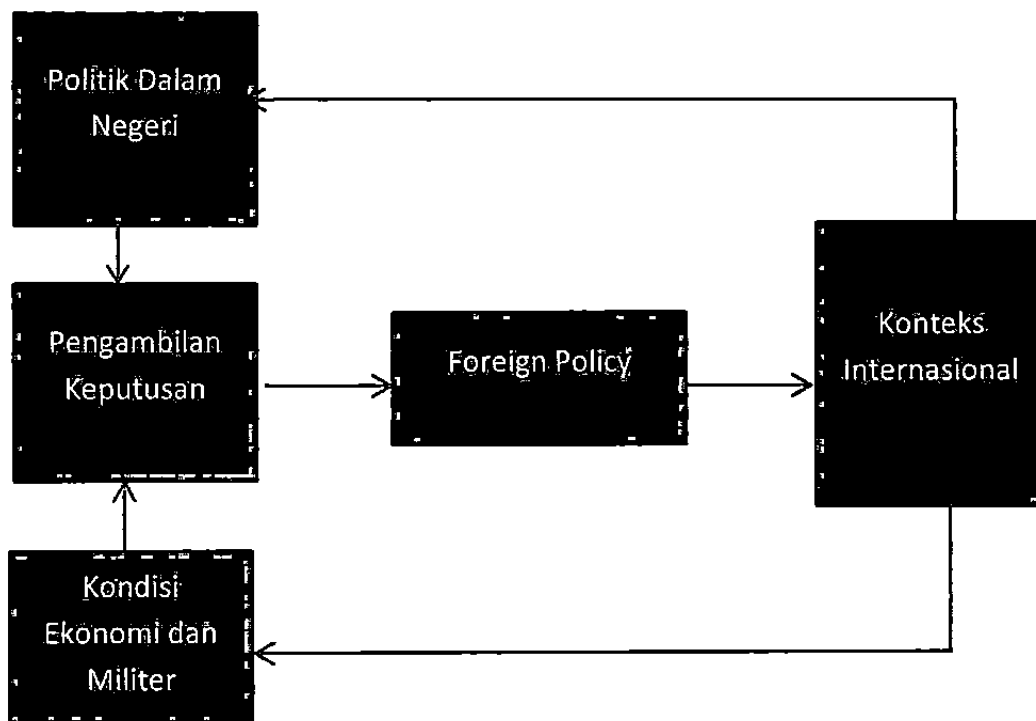 Politik Dalam
Negeri
Pengambilan
Keputusan
Foreign Policy
Konteks
Internasional
Kondisi
Ekonomi dan
Militer